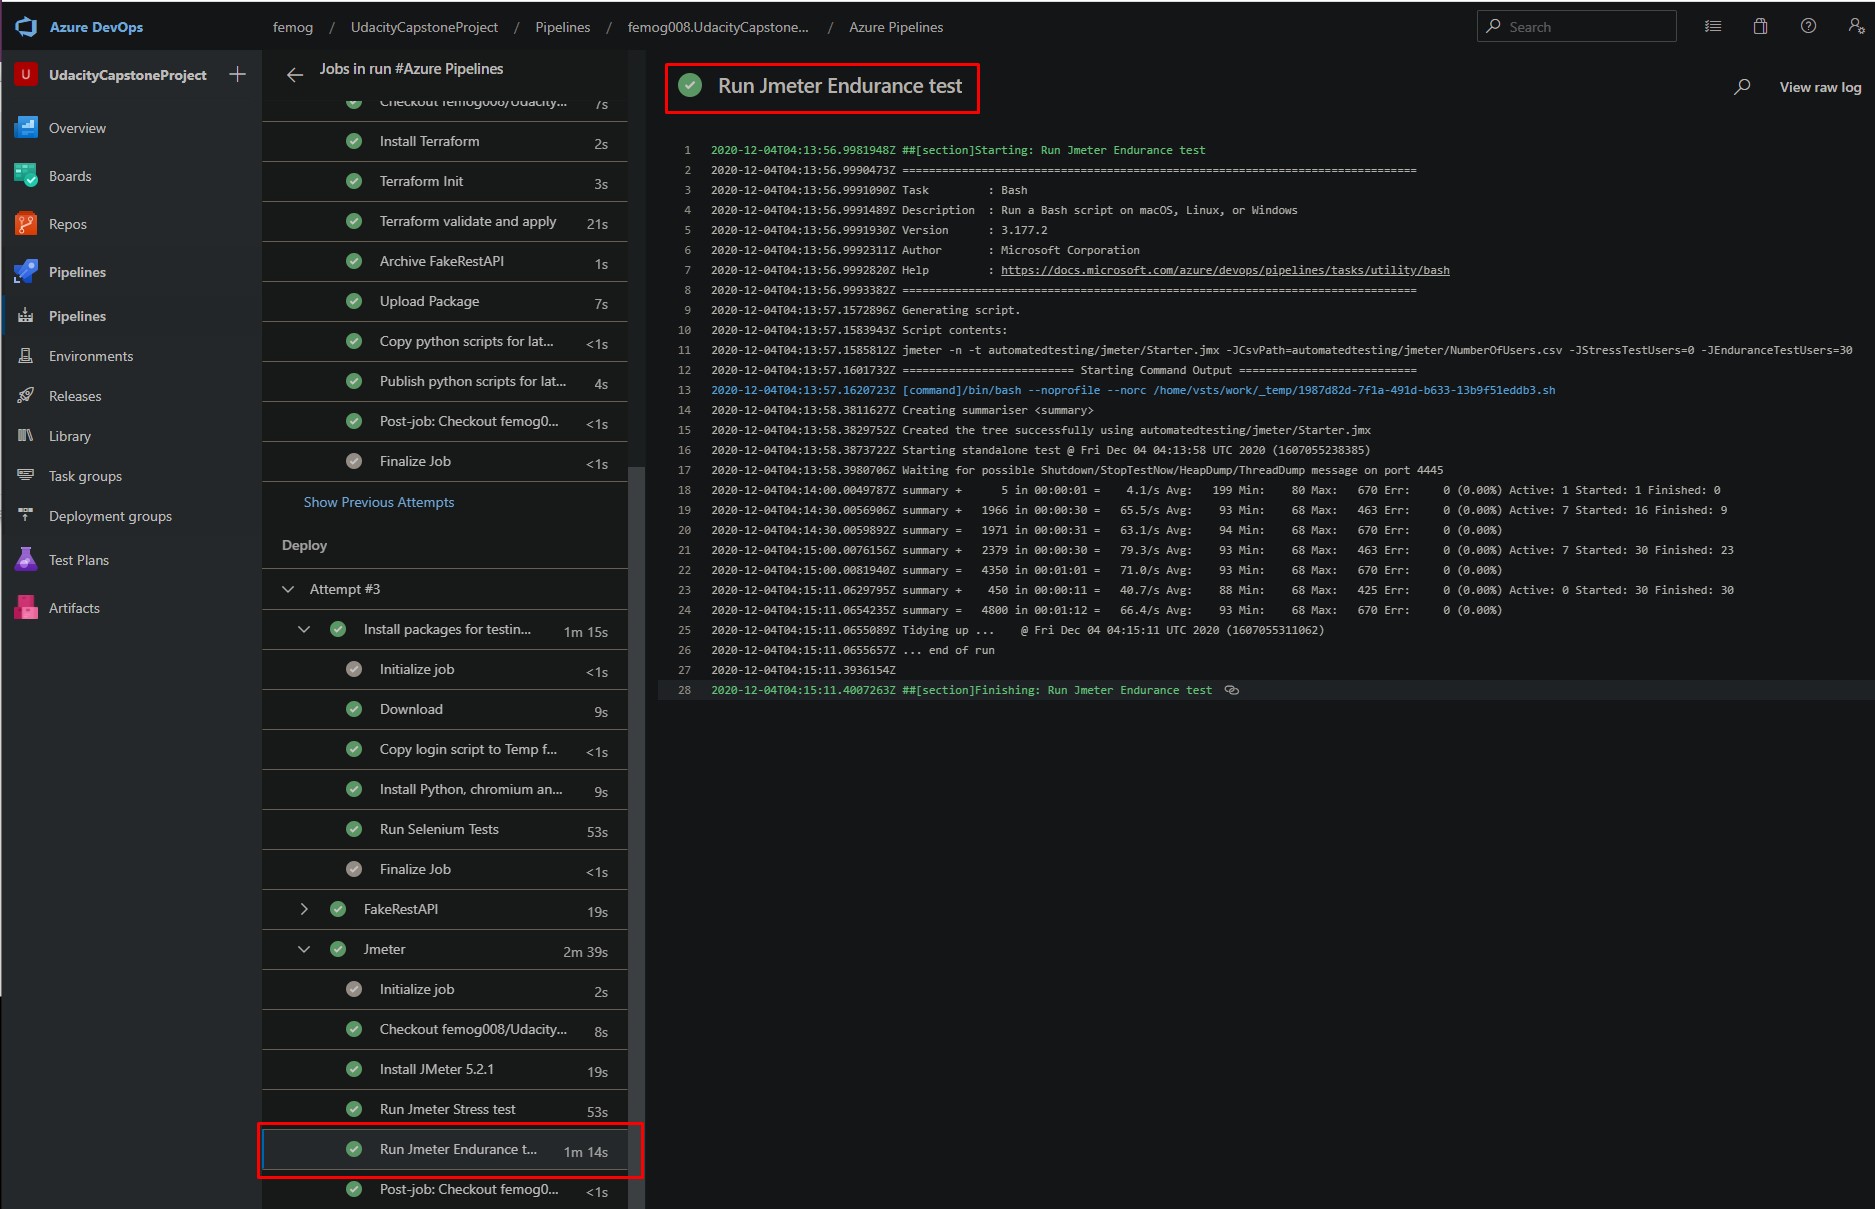 Azure DevOps
femog / UdacityCapstoneProject / Pipelines / femog008.UdacityCapstone... / Azure Pipelines
Search
U UdacityCapstoneProject
Overview
Boards
Repos
Pipelines
Pipelines
Environments
Releases
Library
Task groups
Deployment groups
Test Plans
Artifacts
Jobs in run #Azure Pipelines
Checkout femog008/Udacity... 7s
Install Terraform 2s
Terraform Init 3s
Terraform validate and apply 21s
Archive FakeRestAPI 1s
Upload Package 7s
Copy python scripts for lat... <1s
Publish python scripts for lat... 4s
Post-job: Checkout femog0... <1s
Finalize Job <1s
Show Previous Attempts
Deploy
Attempt #3
Install packages for testin... 1m 15s
Initialize job <1s
Download 9s
Copy login script to Temp f... <1s
Install Python, chromium an... 9s
Run Selenium Tests 53s
Finalize Job <1s
FakeRestAPI 19s
Jmeter 2m 39s
Initialize job 2s
Checkout femog008/Udacity... 8s
Install JMeter 5.2.1 19s
Run Jmeter Stress test 53s
Run Jmeter Endurance t... 1m 14s
Post-job: Checkout femog0... <1s
Run Jmeter Endurance test
View raw log
1 2020-12-04T04:13:56.9981948Z ##[section]Starting: Run Jmeter Endurance test
2 2020-12-04T04:13:56.9990473Z ==============================================================================
3 2020-12-04T04:13:56.9991090Z Task         : Bash
4 2020-12-04T04:13:56.9991489Z Description  : Run a Bash script on macOS, Linux, or Windows
5 2020-12-04T04:13:56.9991930Z Version      : 3.177.2
6 2020-12-04T04:13:56.9992311Z Author       : Microsoft Corporation
7 2020-12-04T04:13:56.9992820Z Help         : https://docs.microsoft.com/azure/devops/pipelines/tasks/utility/bash
8 2020-12-04T04:13:56.9993382Z ==============================================================================
9 2020-12-04T04:13:57.1572896Z Generating script.
10 2020-12-04T04:13:57.1583943Z Script contents:
11 2020-12-04T04:13:57.1585812Z jmeter -n -t automatedtesting/jmeter/Starter.jmx -JCsvPath=automatedtesting/jmeter/NumberOfUsers.csv -JStressTestUsers=0 -JEnduranceTestUsers=30
12 2020-12-04T04:13:57.1601732Z ========================== Starting Command Output ===========================
13 2020-12-04T04:13:57.1620723Z [command]/bin/bash --noprofile --norc /home/vsts/work/_temp/1987d82d-7f1a-491d-b633-13b9f51eddb3.sh
14 2020-12-04T04:13:58.3811627Z Creating summariser <summary>
15 2020-12-04T04:13:58.3829752Z Created the tree successfully using automatedtesting/jmeter/Starter.jmx
16 2020-12-04T04:13:58.3873722Z Starting standalone test @ Fri Dec 04 04:13:58 UTC 2020 (1607055238385)
17 2020-12-04T04:13:58.3980706Z Waiting for possible Shutdown/StopTestNow/HeapDump/ThreadDump message on port 4445
18 2020-12-04T04:14:00.0049787Z summary +      5 in 00:00:01 =    4.1/s Avg:   199 Min:    80 Max:   670 Err:     0 (0.00%) Active: 1 Started: 1 Finished: 0
19 2020-12-04T04:14:30.0056906Z summary +   1966 in 00:00:30 =   65.5/s Avg:    93 Min:    68 Max:   463 Err:     0 (0.00%) Active: 7 Started: 16 Finished: 9
20 2020-12-04T04:14:30.0059892Z summary =   1971 in 00:00:31 =   63.1/s Avg:    94 Min:    68 Max:   670 Err:     0 (0.00%)
21 2020-12-04T04:15:00.0076156Z summary +   2379 in 00:00:30 =   79.3/s Avg:    93 Min:    68 Max:   463 Err:     0 (0.00%) Active: 7 Started: 30 Finished: 23
22 2020-12-04T04:15:00.0081940Z summary =   4350 in 00:01:01 =   71.0/s Avg:    93 Min:    68 Max:   670 Err:     0 (0.00%)
23 2020-12-04T04:15:11.0629795Z summary +    450 in 00:00:11 =   40.7/s Avg:    88 Min:    68 Max:   425 Err:     0 (0.00%) Active: 0 Started: 30 Finished: 30
24 2020-12-04T04:15:11.0654235Z summary =   4800 in 00:01:12 =   66.4/s Avg:    93 Min:    68 Max:   670 Err:     0 (0.00%)
25 2020-12-04T04:15:11.0655089Z Tidying up ...    @ Fri Dec 04 04:15:11 UTC 2020 (1607055311062)
26 2020-12-04T04:15:11.0655657Z ... end of run
27 2020-12-04T04:15:11.3936154Z
28 2020-12-04T04:15:11.4007263Z ##[section]Finishing: Run Jmeter Endurance test